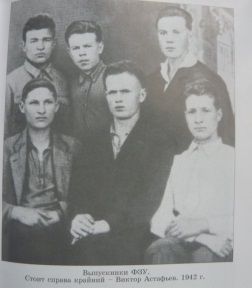 Выпускники ФЗУ.
Стоит справа крайний — Виктор Астафьев. 1942 г.